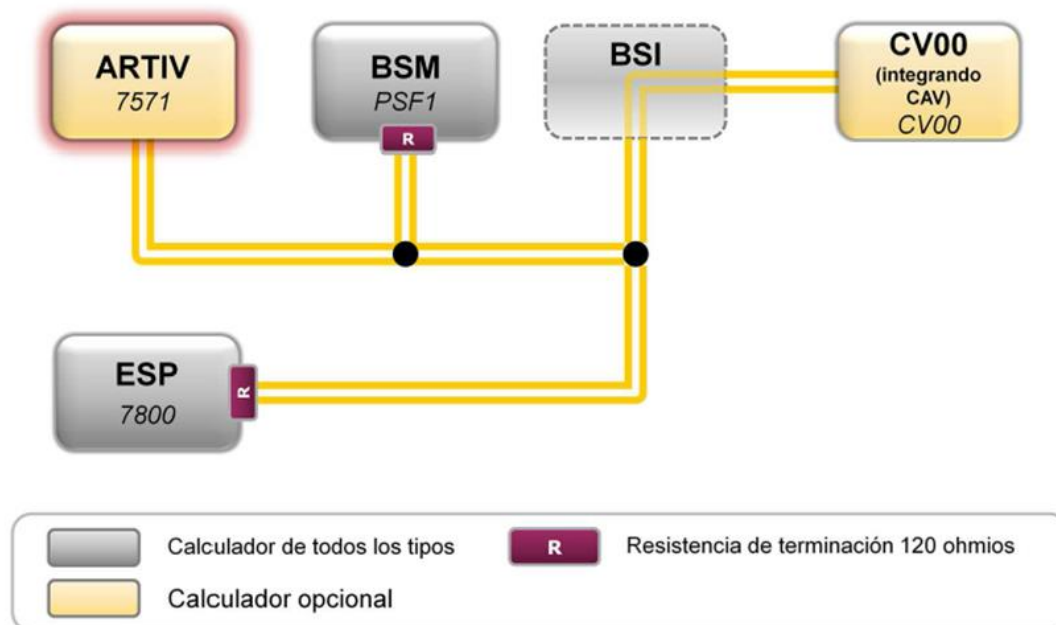 ARTIV
7571
BSM
PSF1
R
BSI
CV00
(integrando
CAV)
CV00
ESP
7800
R
Calculador de todos los tipos
R
Resistencia de terminación 120 ohmios
Calculador opcional